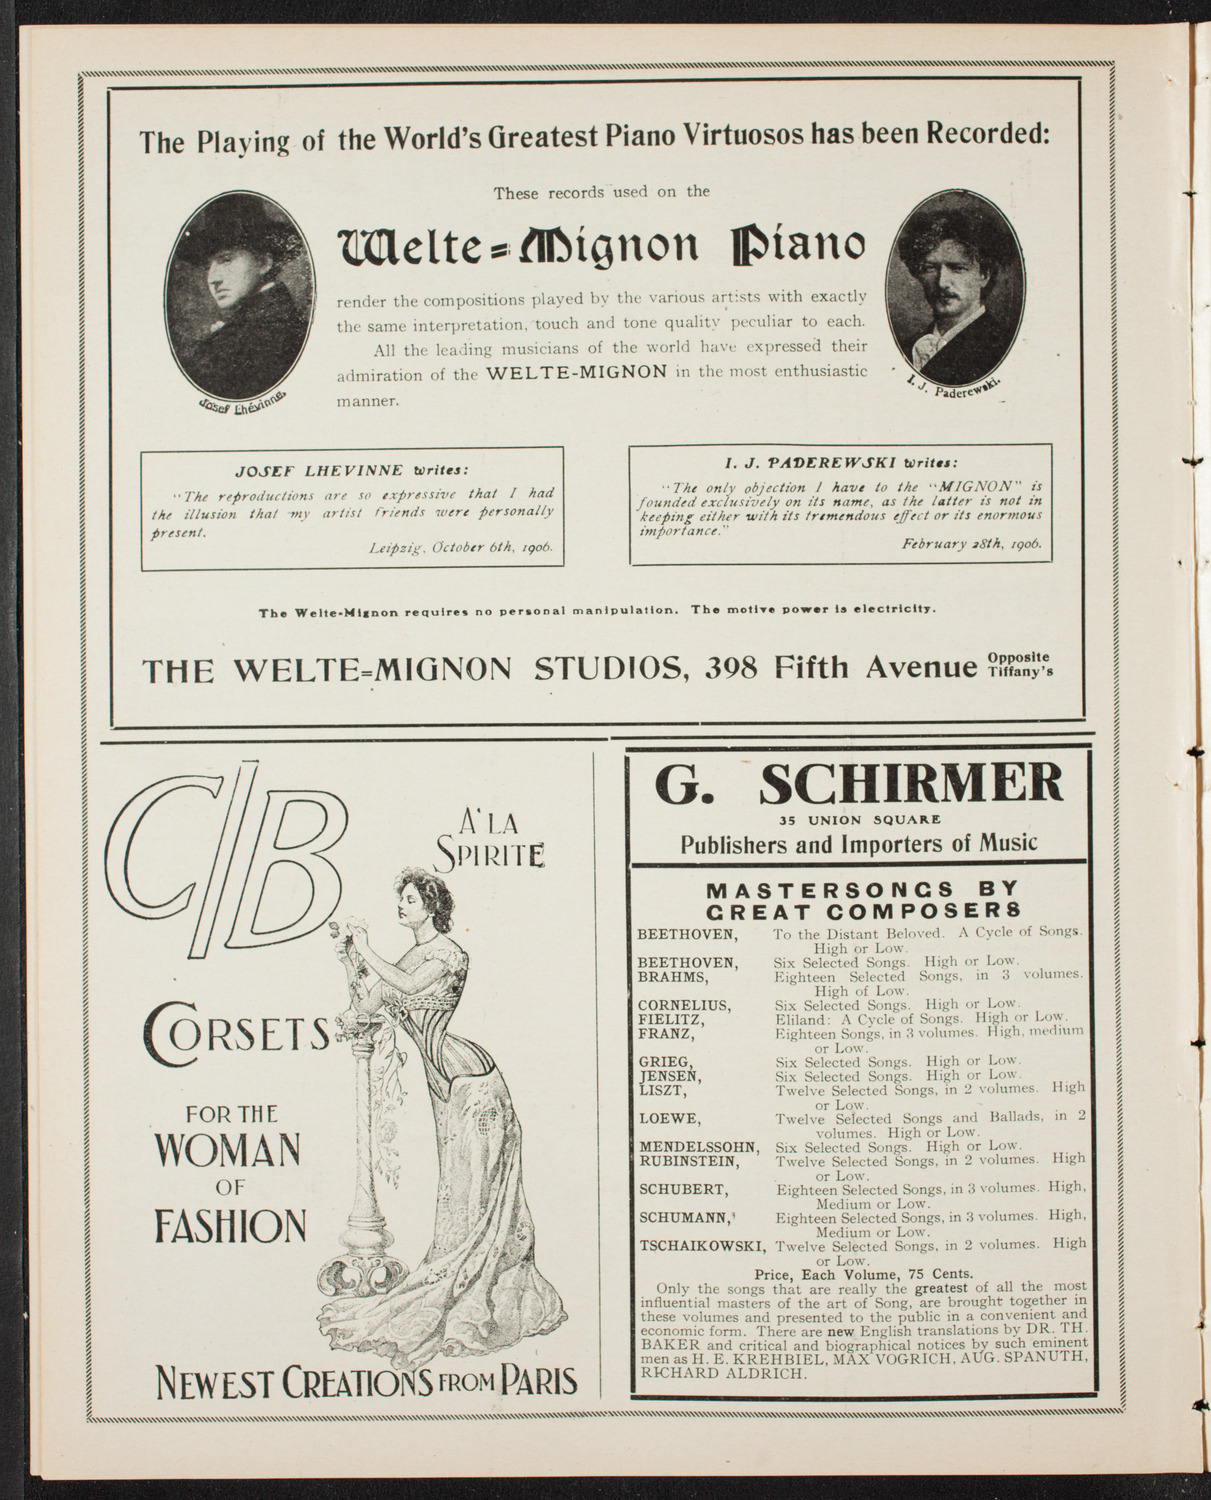 The Playing of the World's Greatest Piano Virtuosos has been Recorded:
These records used on the
Welte=Mignon Piano
render the compositions played by the various artists with exactly
the same interpretation, touch and tone quality peculiar to each.
All the leading musicians of the world have expressed their
admiration of the WELTE-MIGNON in the most enthusiastic
manner.
Josef Lhévinne.
I. J. Paderewski.
JOSEF LHEVINNE writes:
"The reproductions are so expressive that I had
the illusion that my artist friends were personally
present.
Leipzig, October 6th, 1906.
I. J. PADEREWSKI writes:
"The only objection I have to the "MIGNON" is
founded exclusively on its name, as the latter is not in
keeping either with its tremendous effect or its enormous
importance."
February 28th, 1906.
The Welte-Mignon requires no personal manipulation. The motive power is electricity.
THE WELTE=MIGNON STUDIOS, 398 Fifth Avenue Opposite Tiffany's
C/B
A' LA
SPIRITE
CORSETS
FOR THE
WOMAN
OF
FASHION
NEWEST CREATIONS FROM PARIS
G. SCHIRMER
35 UNION SQUARE
Publishers and Importers of Music
MASTERSONGS BY
GREAT COMPOSERS
BEETHOVEN, To the Distant Beloved. A Cycle of Songs.
High or Low.
BEETHOVEN, Six Selected Songs. High or Low.
BRAHMS, Eighteen Selected Songs, in 3 volumes.
High of Low.
CORNELIUS, Six Selected Songs. High or Low.
FIELITZ, Eliland: A Cycle of Songs. High or Low.
FRANZ, Eighteen Songs, in 3 volumes. High, medium
or Low.
GRIEG, Six Selected Songs. High or Low.
JENSEN, Six Selected Songs. High or Low.
LISZT, Twelve Selected Songs, in 2 volumes. High
or Low.
LOEWE, Twelve Selected Songs and Ballads, in 2
volumes. High or Low.
MENDELSSOHN, Six Selected Songs. High or Low.
RUBINSTEIN, Twelve Selected Songs, in 2 volumes. High
or Low.
SCHUBERT, Eighteen Selected Songs, in 3 volumes. High,
Medium or Low.
SCHUMANN, Eighteen Selected Songs, in 3 volumes. High,
Medium or Low.
TSCHAIKOWSKI, Twelve Selected Songs, in 2 volumes. High
or Low.
Price, Each Volume, 75 Cents.
Only the songs that are really the greatest of all the most
influential masters of the art of Song, are brought together in
these volumes and presented to the public in a convenient and
economic form. There are new English translations by DR. TH.
BAKER and critical and biographical notices by such eminent
men as H. E. KREHBIEL, MAX VOGRICH, AUG. SPANUTH,
RICHARD ALDRICH.